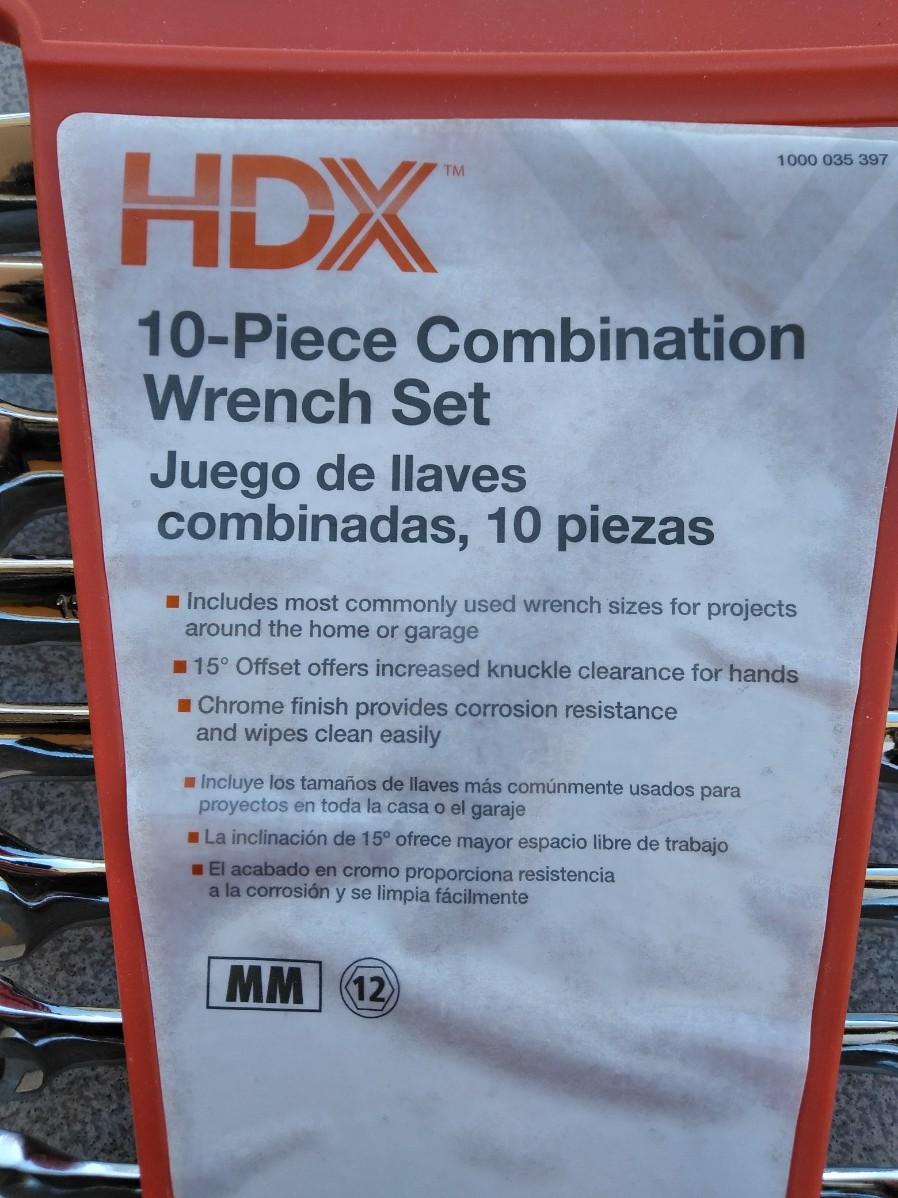 HDX™
1000 035 397
10-Piece Combination
Wrench Set
Juego de llaves
combinadas, 10 piezas
Includes most commonly used wrench sizes for projects
around the home or garage
15° Offset offers increased knuckle clearance for hands
Chrome finish provides corrosion resistance
and wipes clean easily
Incluye los tamaños de llaves más comúnmente usados para
proyectos en toda la casa o el garaje
La inclinación de 15º ofrece mayor espacio libre de trabajo
El acabado en cromo proporciona resistencia
a la corrosión y se limpia fácilmente
MM 12